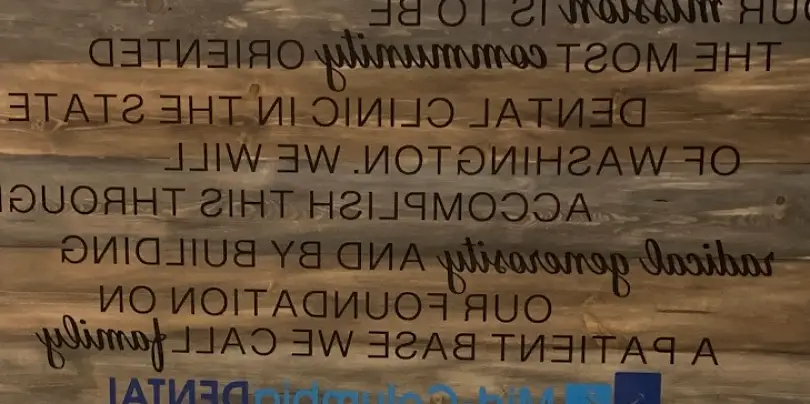 OUR mission IS TO BE
THE MOST community ORIENTED
DENTAL CLINIC IN THE STATE
OF WASHINGTON. WE WILL
ACCOMPLISH THIS THROUGH
radical generosity AND BY BUILDING
OUR FOUNDATION ON
A PATIENT BASE WE CALL family
Mid-Columbia DENTAL